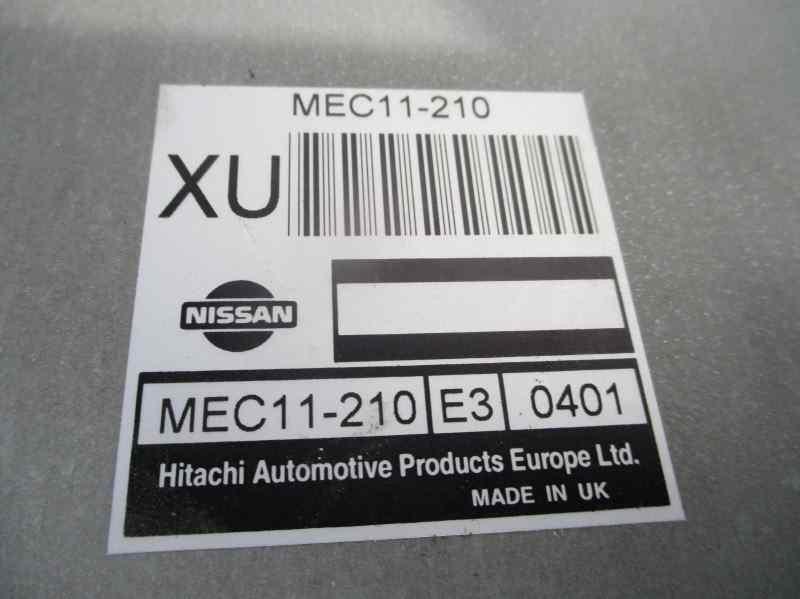 MEC11-210
XU
NISSAN
MEC11-210 E3 0401
Hitachi Automotive Products Europe Ltd.
MADE IN UK